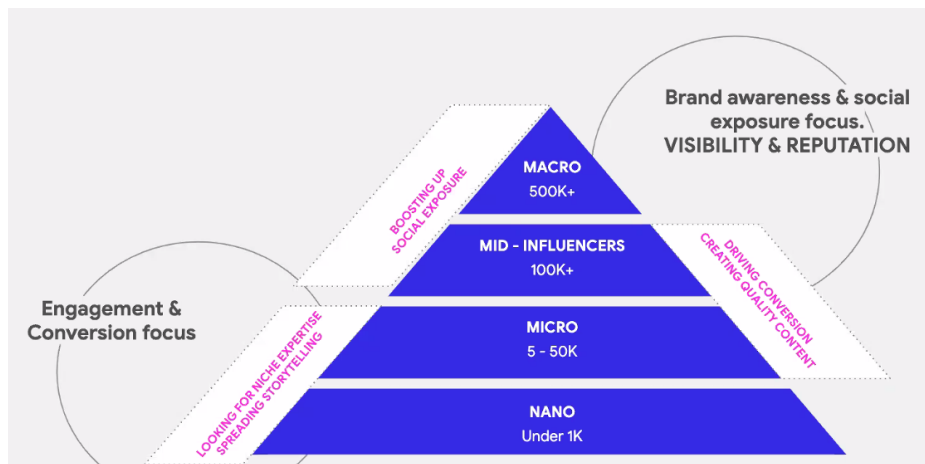 Brand awareness & social
exposure focus.
VISIBILITY & REPUTATION
MACRO
500K+
BOOSTING UP
SOCIAL EXPOSURE
MID - INFLUENCERS
100K+
DRIVING CONVERSION
CREATING QUALITY CONTENT
Engagement &
Conversion focus
MICRO
5 - 50K
LOOKING FOR NICHE EXPERTISE
SPREADING STORYTELLING
NANO
Under 1K